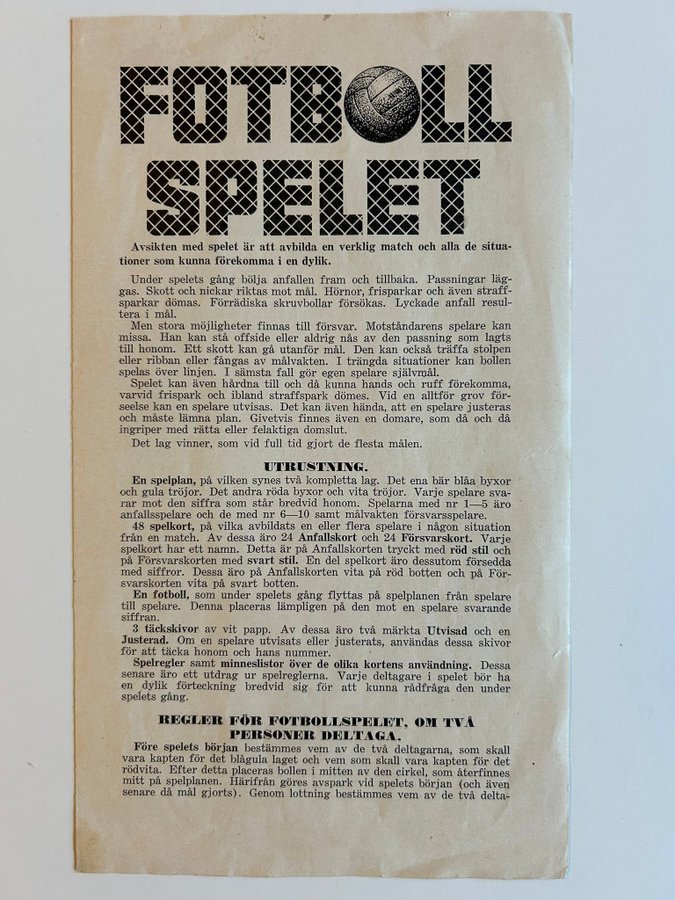 FOTBOLL
SPELET
Avsikten med spelet är att avbilda en verklig match och alla de situa-
tioner som kunna förekomma i en dylik.
Under spelets gång bölja anfallen fram och tillbaka. Passningar läg-
gas. Skott och nickar riktas mot mål. Hörnor, frisparkar och även straff-
sparkar dömas. Förrädiska skruvbollar försökas. Lyckade anfall resul-
tera i mål.
Men stora möjligheter finnas till försvar. Motståndarens spelare kan
missa. Han kan stå offside eller aldrig nås av den passning som lagts
till honom. Ett skott kan gå utanför mål. Den kan också träffa stolpen
eller ribban eller fångas av målvakten. I trängda situationer kan bollen
spelas över linjen. I sämsta fall gör egen spelare självmål.
Spelet kan även hårdna till och då kunna hands och ruff förekomma,
varvid frispark och ibland straffspark dömes. Vid en alltför grov för-
seelse kan en spelare utvisas. Det kan även hända, att en spelare justeras
och måste lämna plan. Givetvis finnes även en domare, som då och då
ingriper med rätta eller felaktiga domslut.
Det lag vinner, som vid full tid gjort de flesta målen.
UTRUSTNING.
En spelplan, på vilken synes två kompletta lag. Det ena bär blåa byxor
och gula tröjor. Det andra röda byxor och vita tröjor. Varje spelare sva-
rar mot den siffra som står bredvid honom. Spelarna med nr 1—5 äro
anfallsspelare och de med nr 6—10 samt målvakten försvarsspelare.
48 spelkort, på vilka avbildats en eller flera spelare i någon situation
från en match. Av dessa äro 24 Anfallskort och 24 Försvarskort. Varje
spelkort har ett namn. Detta är på Anfallskorten tryckt med röd stil och
på Försvarskorten med svart stil. En del spelkort äro dessutom försedda
med siffror. Dessa äro på Anfallskorten vita på röd botten och på För-
svarskorten vita på svart botten.
En fotboll, som under spelets gång flyttas på spelplanen från spelare
till spelare. Denna placeras lämpligen på den mot en spelare svarande
siffran.
3 täckskivor av vit papp. Av dessa äro två märkta Utvisad och en
Justerad. Om en spelare utvisats eller justerats, användas dessa skivor
för att täcka honom och hans nummer.
Spelregler samt minneslistor över de olika kortens användning. Dessa
senare äro ett utdrag ur spelreglerna. Varje deltagare i spelet bör ha
en dylik förteckning bredvid sig för att kunna rådfråga den under
spelets gång.
REGLER FÖR FOTBOLLSPELET, OM TVÅ
PERSONER DELTAGA.
Före spelets början bestämmes vem av de två deltagarna, som skall
vara kapten för det blågula laget och vem som skall vara kapten för det
rödvita. Efter detta placeras bollen i mitten av den cirkel, som återfinnes
mitt på spelplanen. Härifrån göres avspark vid spelets början (och även
senare då mål gjorts). Genom lottning bestämmes vem av de två delta-